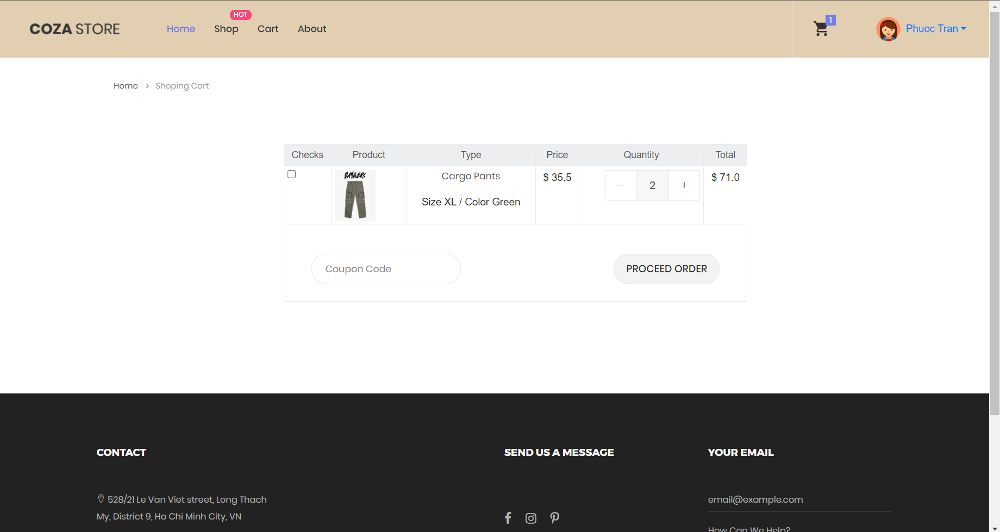 HOT
COZA STORE Home Shop Cart About 1 Phuoc Tran
Home > Shoping Cart
Checks Product Type Price Quantity Total
DANGERS Cargo Pants $ 35.5 − 2 + $ 71.0
Size XL / Color Green
Coupon Code PROCEED ORDER
CONTACT SEND US A MESSAGE YOUR EMAIL
528/21 Le Van Viet street, Long Thach email@example.com
My, District 9, Ho Chi Minh City, VN
How Can We Help?